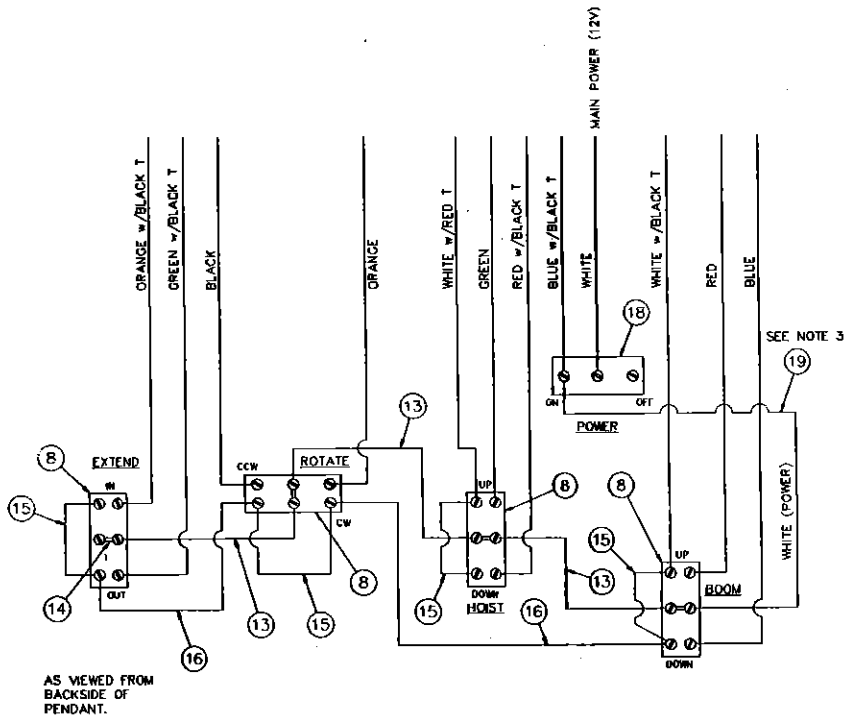 MAIN POWER (12V)
ORANGE w/BLACK T
GREEN w/BLACK T
BLACK
ORANGE
WHITE w/RED T
GREEN
RED w/BLACK T
BLUE w/BLACK T
WHITE
WHITE w/BLACK T
RED
BLUE
18
SEE NOTE 3
19
ON
OFF
POWER
13
8
EXTEND
IN
CCW
ROTATE
CW
UP
8
8
UP
15
15
WHITE (POWER)
14
OUT
13
15
8
15
DOWN
HOIST
13
BOOM
16
16
DOWN
AS VIEWED FROM
BACKSIDE OF
PENDANT.